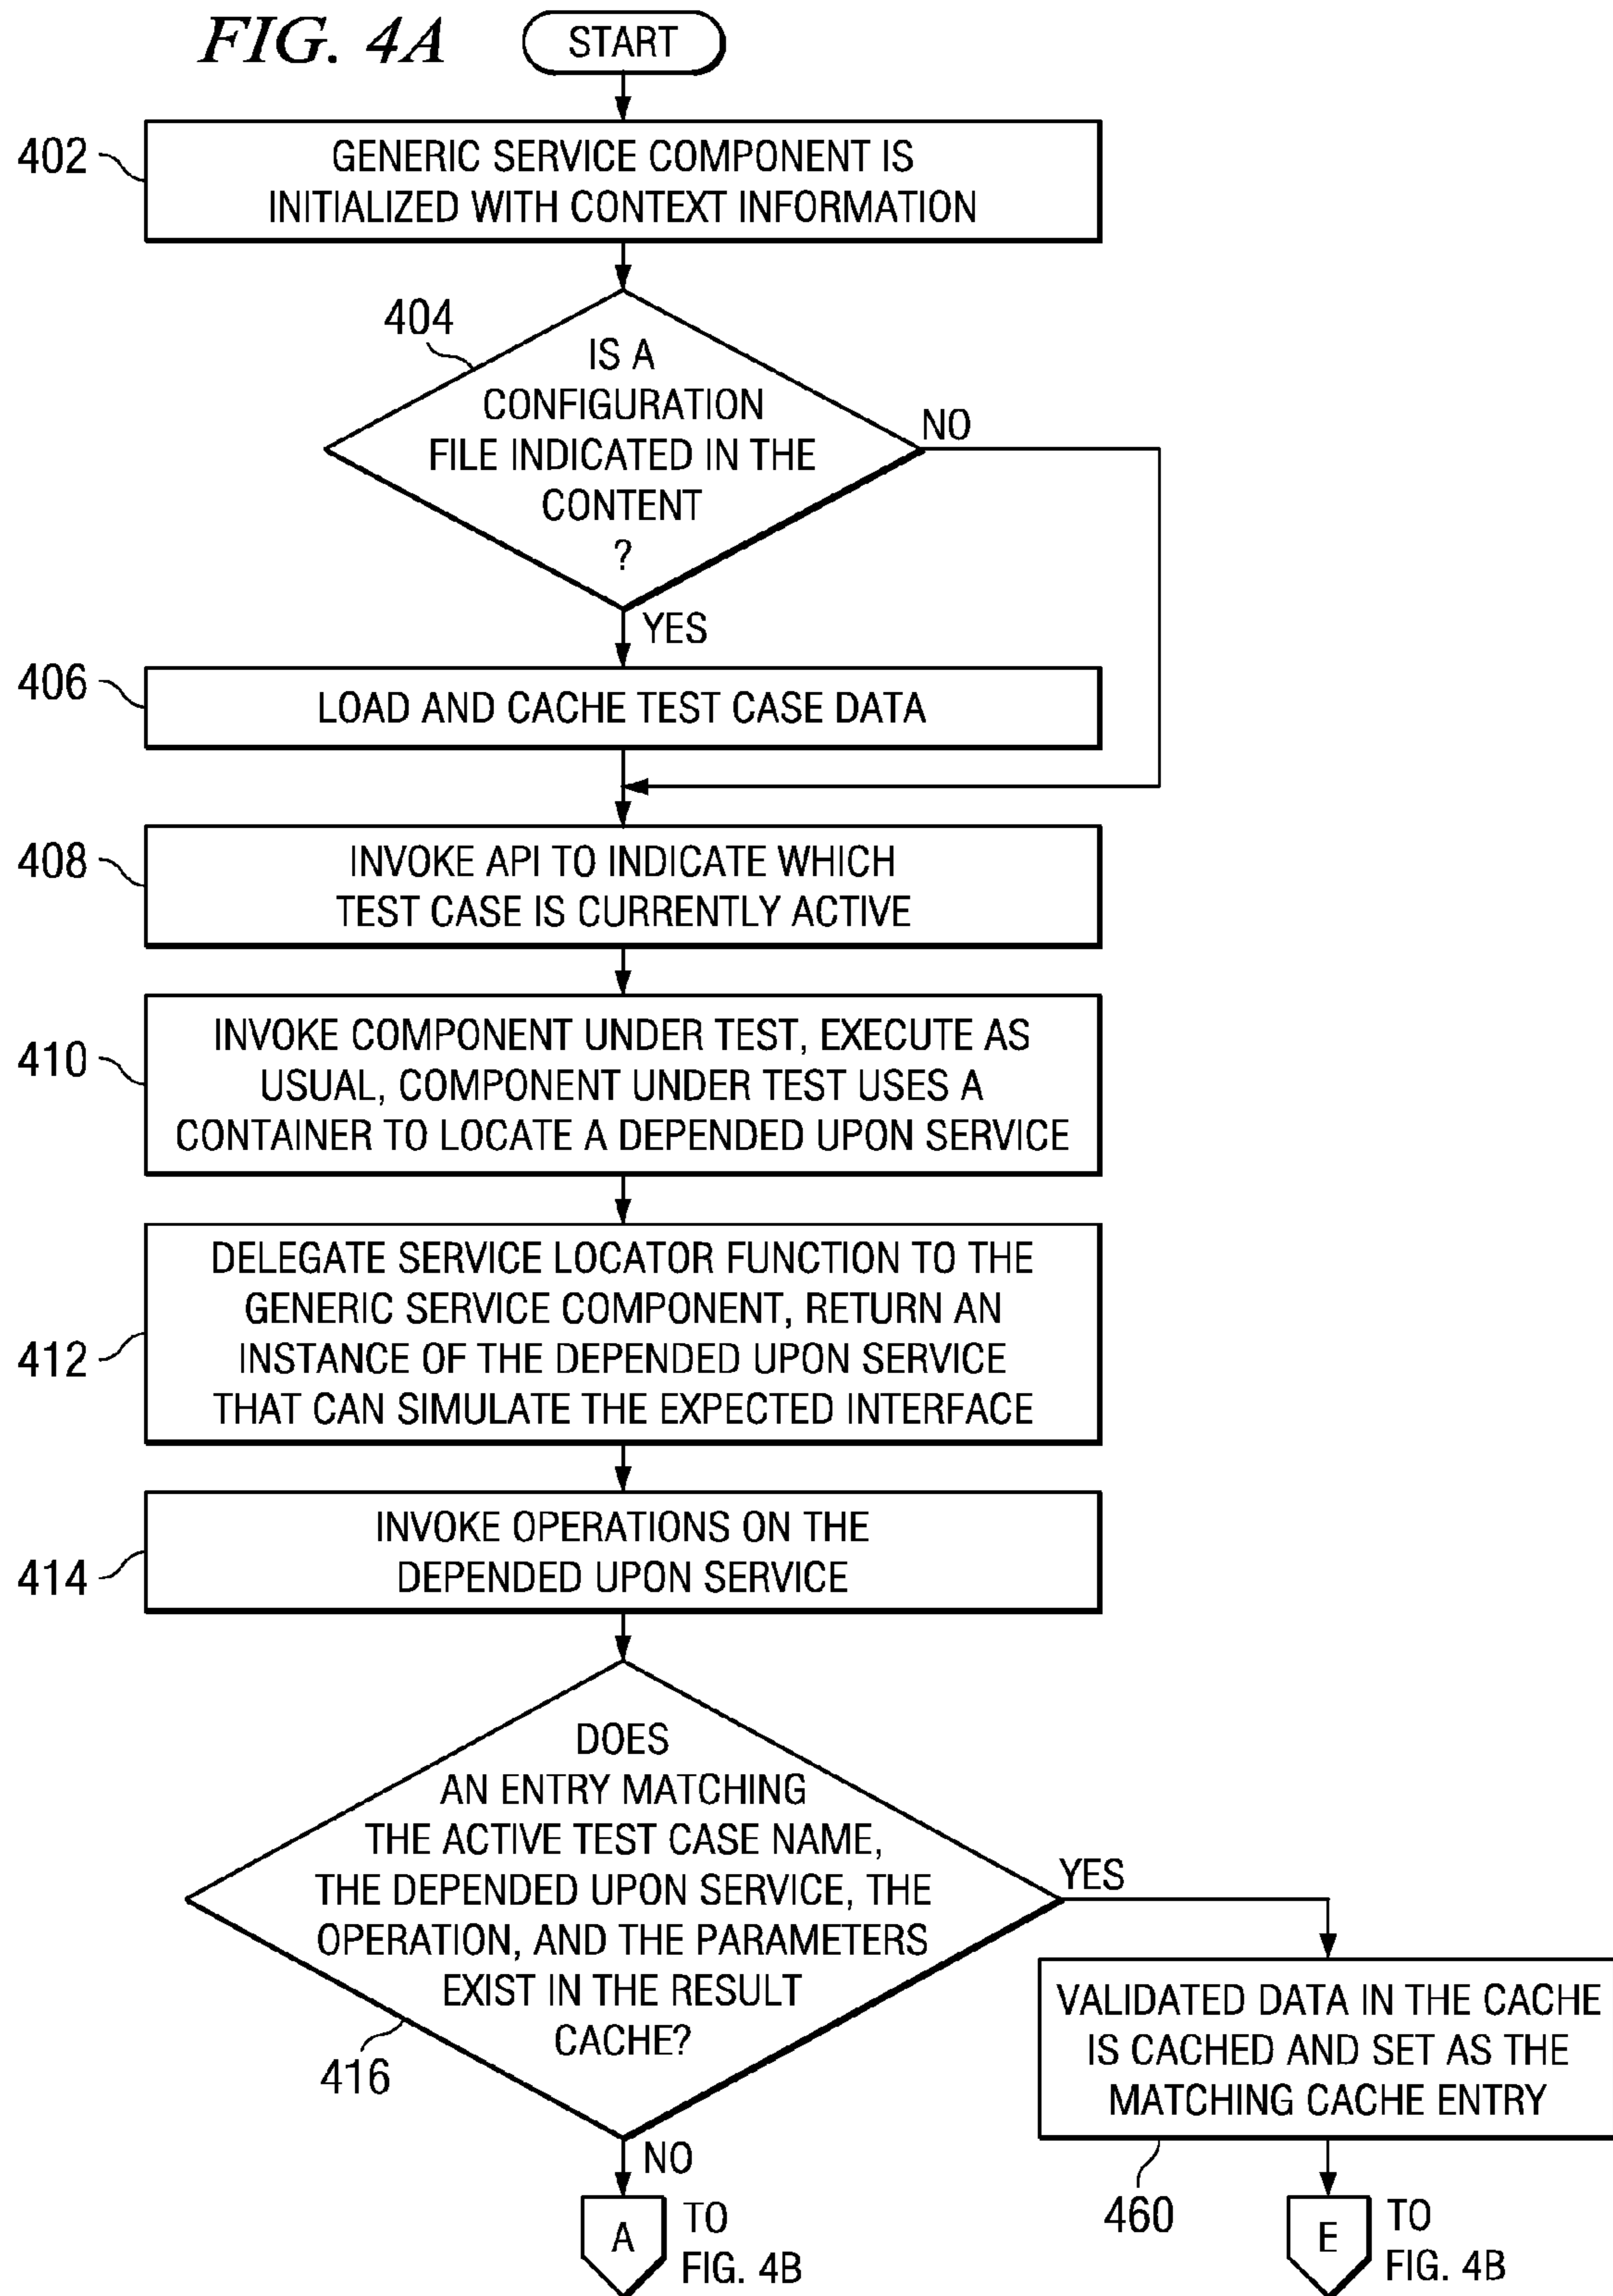 FIG. 4A
START
402
GENERIC SERVICE COMPONENT IS
INITIALIZED WITH CONTEXT INFORMATION
404
IS A
CONFIGURATION
FILE INDICATED IN THE
CONTENT
?
NO
YES
406
LOAD AND CACHE TEST CASE DATA
408
INVOKE API TO INDICATE WHICH
TEST CASE IS CURRENTLY ACTIVE
410
INVOKE COMPONENT UNDER TEST, EXECUTE AS
USUAL, COMPONENT UNDER TEST USES A
CONTAINER TO LOCATE A DEPENDED UPON SERVICE
412
DELEGATE SERVICE LOCATOR FUNCTION TO THE
GENERIC SERVICE COMPONENT, RETURN AN
INSTANCE OF THE DEPENDED UPON SERVICE
THAT CAN SIMULATE THE EXPECTED INTERFACE
414
INVOKE OPERATIONS ON THE
DEPENDED UPON SERVICE
DOES
AN ENTRY MATCHING
THE ACTIVE TEST CASE NAME,
THE DEPENDED UPON SERVICE, THE
OPERATION, AND THE PARAMETERS
EXIST IN THE RESULT
CACHE?
416
YES
VALIDATED DATA IN THE CACHE
IS CACHED AND SET AS THE
MATCHING CACHE ENTRY
460
NO
A
TO
FIG. 4B
E
TO
FIG. 4B